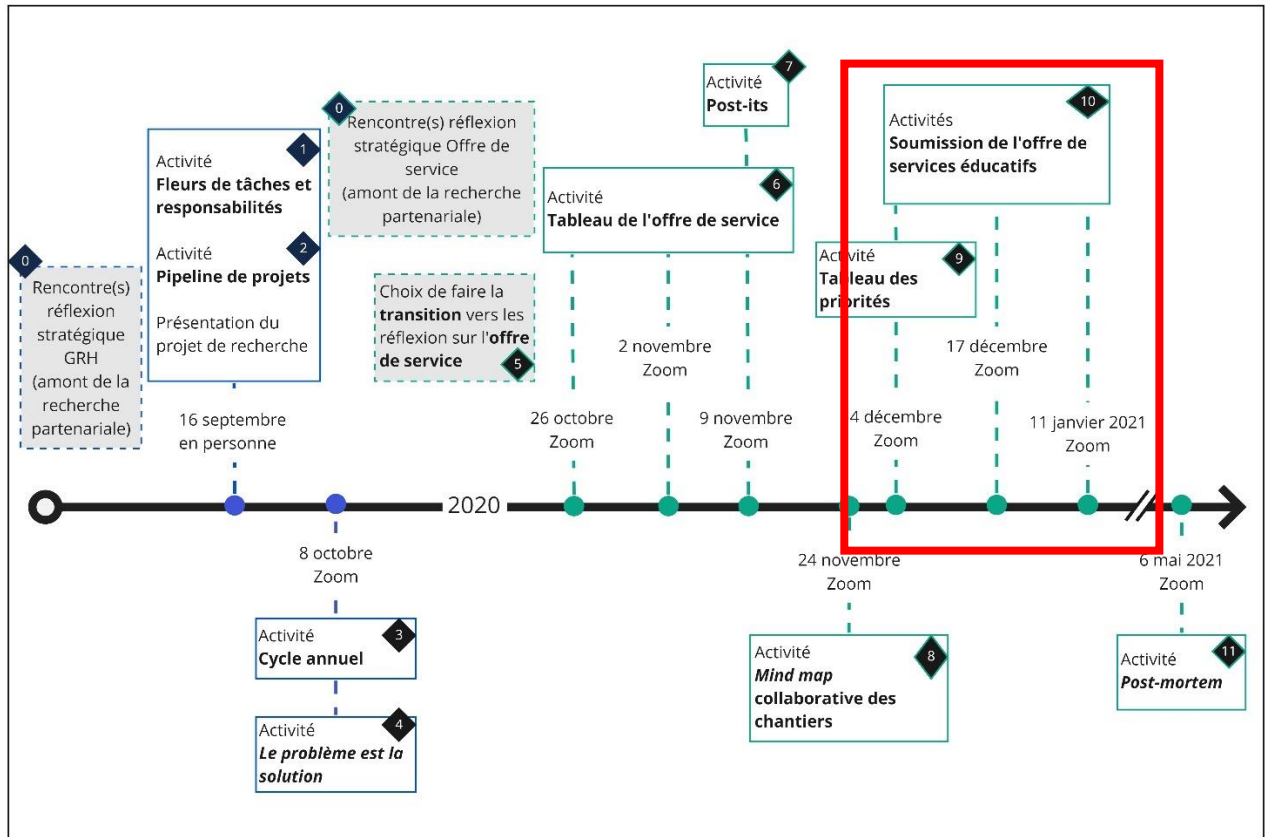 0
Rencontre(s)
réflexion
stratégique
GRH
(amont de la
recherche
partenariale)
1
Activité
Fleurs de tâches et
responsabilités
2
Activité
Pipeline de projets
Présentation du
projet de recherche
16 septembre
en personne
0
Rencontre(s) réflexion
stratégique Offre de
service
(amont de la recherche
partenariale)
Choix de faire la
transition vers les
réflexion sur l'offre
de service
5
7
Activité
Post-its
6
Activité
Tableau de l'offre de service
26 octobre
Zoom
2 novembre
Zoom
9 novembre
Zoom
10
Activités
Soumission de l'offre de
services éducatifs
9
Activité
Tableau des
priorités
4 décembre
Zoom
17 décembre
Zoom
11 janvier 2021
Zoom
2020
8 octobre
Zoom
3
Activité
Cycle annuel
4
Activité
Le problème est la
solution
24 novembre
Zoom
8
Activité
Mind map
collaborative des
chantiers
6 mai 2021
Zoom
11
Activité
Post-mortem